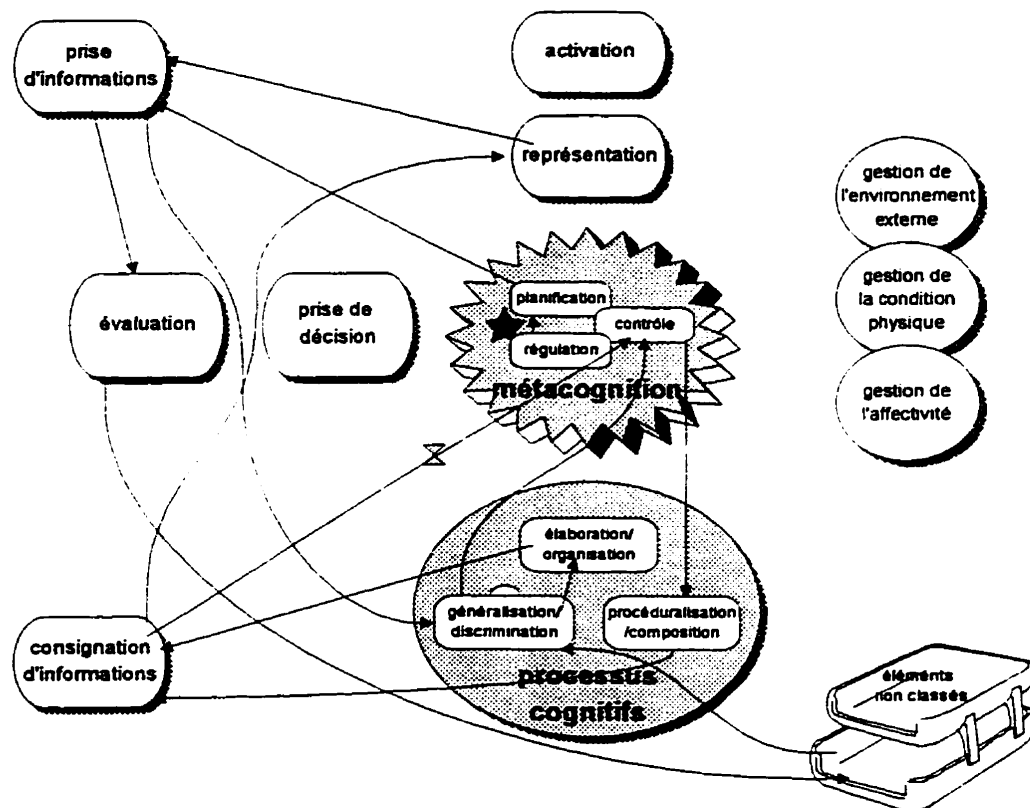 prise
d'informations
activation
représentation
gestion de
l'environnement
externe
évaluation
prise de
décision
planification
contrôle
régulation
métacognition
gestion de
la condition
physique
gestion de
l'affectivité
élaboration/
organisation
généralisation/
discrimination
procéduralisation
/composition
processus
cognitifs
consignation
d'informations
éléments
non classés